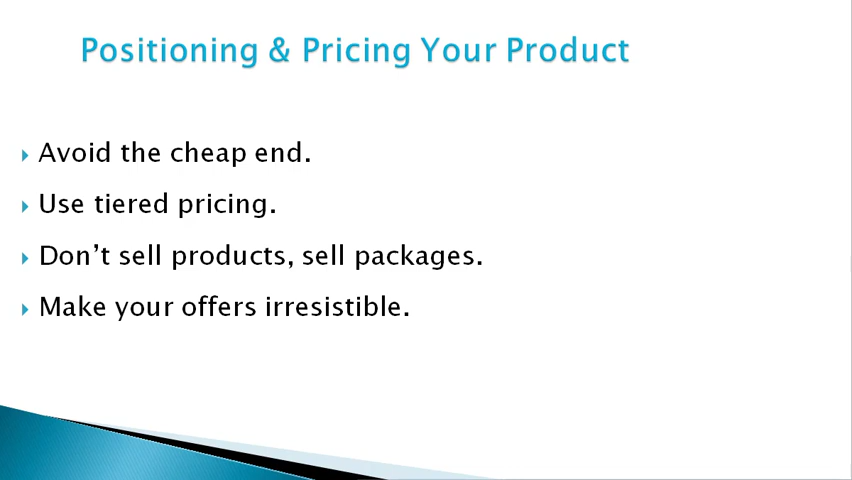 Positioning & Pricing Your Product
Avoid the cheap end.
Use tiered pricing.
Don’t sell products, sell packages.
Make your offers irresistible.